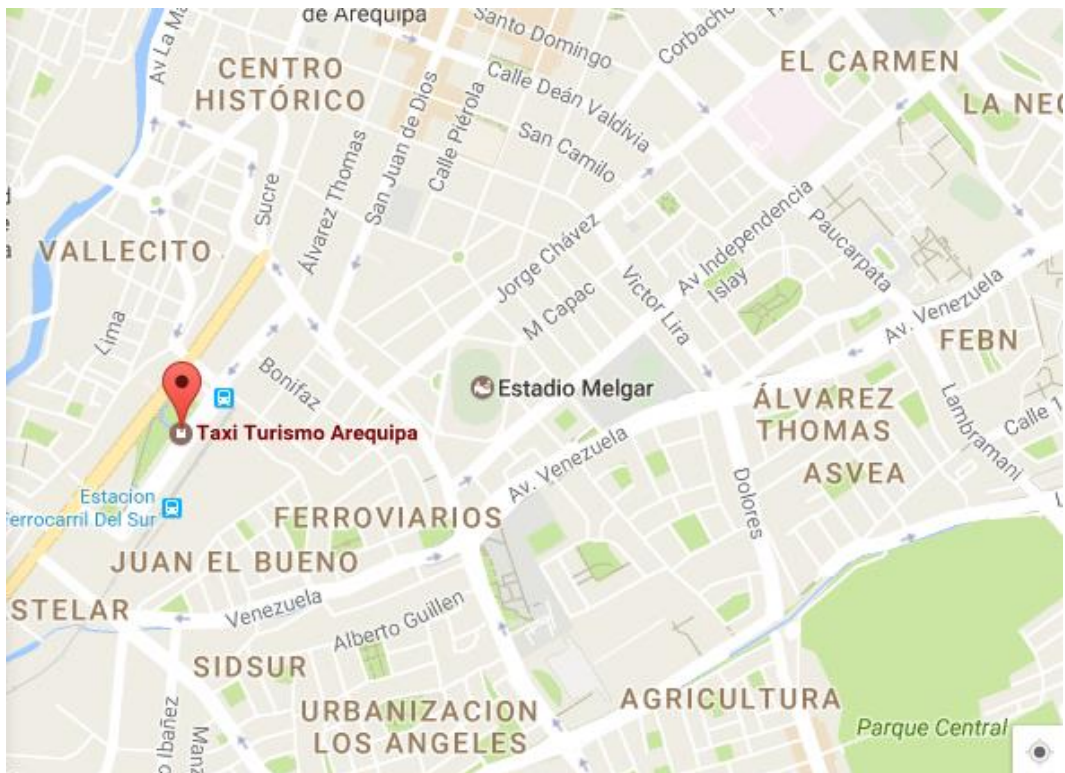 de Arequipa
Santo Domingo
Corbacho
Av La Ma
CENTRO
HISTÓRICO
EL CARMEN
Calle Deán Valdivia
LA NEG
San Juan de Dios
Calle Piérola
San Camilo
Álvarez Thomas
Sucre
Av Independencia
Paucarpata
VALLECITO
Jorge Chávez
Victor Lira
Islay
M Capac
Av. Venezuela
Lima
FEBN
Bonifaz
Estadio Melgar
ÁLVAREZ
THOMAS
Lambramani
Calle 1
Taxi Turismo Arequipa
Av. Venezuela
ASVEA
Dolores
Estacion
Ferrocarril Del Sur
FERROVIARIOS
JUAN EL BUENO
STELAR
Venezuela
Alberto Guillen
SIDSUR
AGRICULTURA
URBANIZACION
LOS ANGELES
Parque Central
o Ibañez
Manz